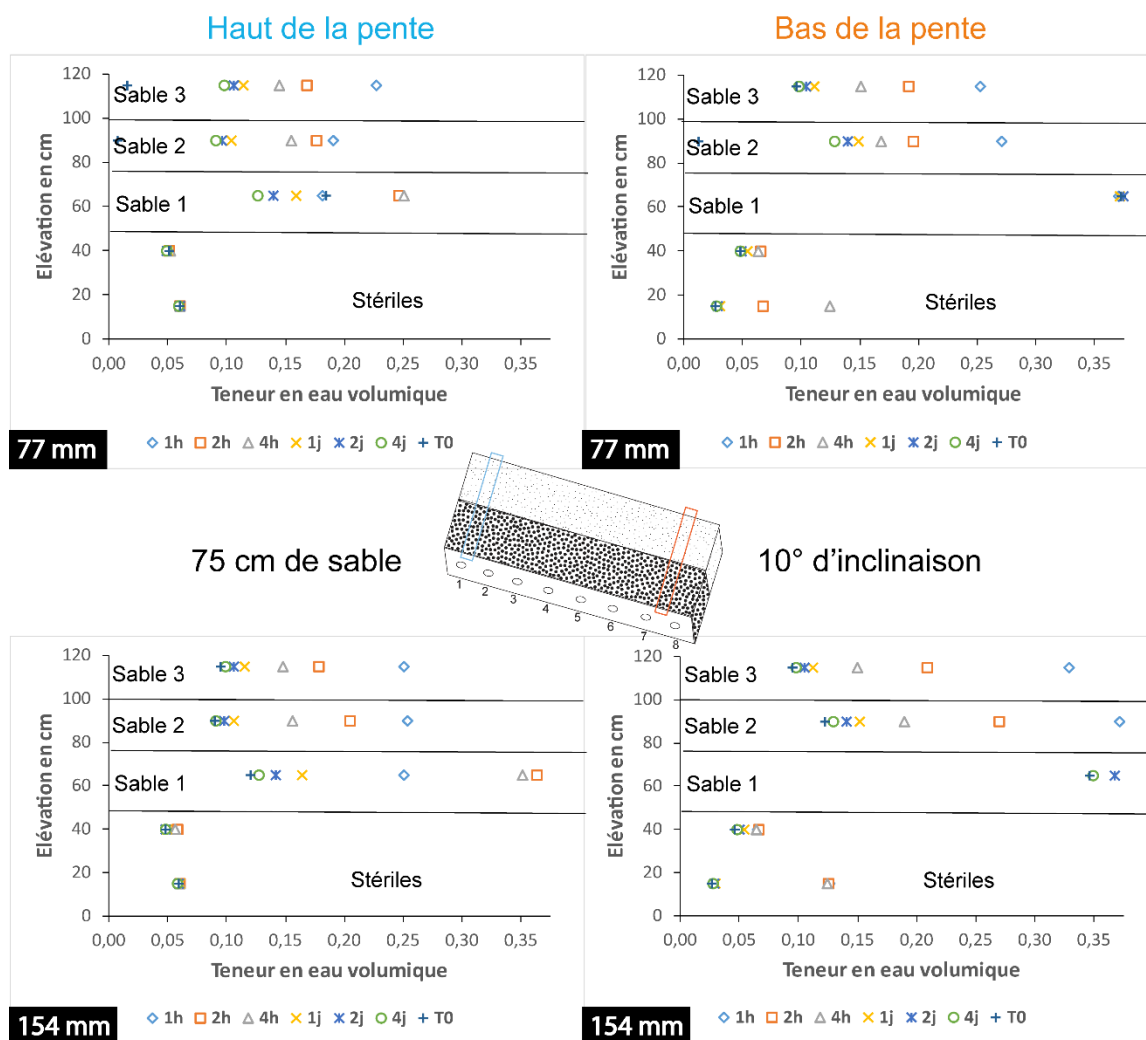 Haut de la pente
Bas de la pente
Elévation en cm
120
100
80
60
40
20
0
Sable 3
Sable 2
Sable 1
Stériles
0,00 0,05 0,10 0,15 0,20 0,25 0,30 0,35
Teneur en eau volumique
77 mm
1h 2h 4h 1j 2j 4j T0
Elévation en cm
120
100
80
60
40
20
0
Sable 3
Sable 2
Sable 1
Stériles
0,00 0,05 0,10 0,15 0,20 0,25 0,30 0,35
Teneur en eau volumique
77 mm
1h 2h 4h 1j 2j 4j T0
75 cm de sable
1 2 3 4 5 6 7 8
10° d'inclinaison
Elévation en cm
120
100
80
60
40
20
0
Sable 3
Sable 2
Sable 1
Stériles
0,00 0,05 0,10 0,15 0,20 0,25 0,30 0,35
Teneur en eau volumique
154 mm
1h 2h 4h 1j 2j 4j T0
Elévation en cm
120
100
80
60
40
20
0
Sable 3
Sable 2
Sable 1
Stériles
0,00 0,05 0,10 0,15 0,20 0,25 0,30 0,35
Teneur en eau volumique
154 mm
1h 2h 4h 1j 2j 4j T0